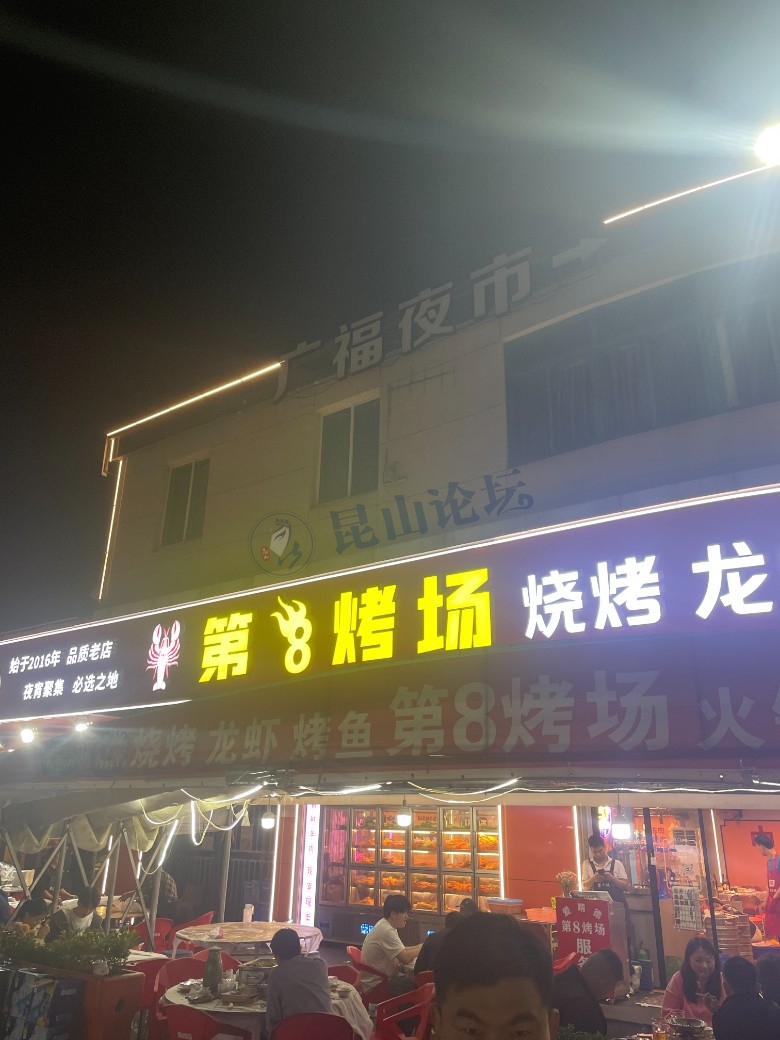 广福夜市
昆山论坛
始于2016年 品质老店
夜宵聚集 必选之地
第8烤场 烧烤 龙
烧烤 龙虾 烤鱼 第8烤场 火
第8烤场
服